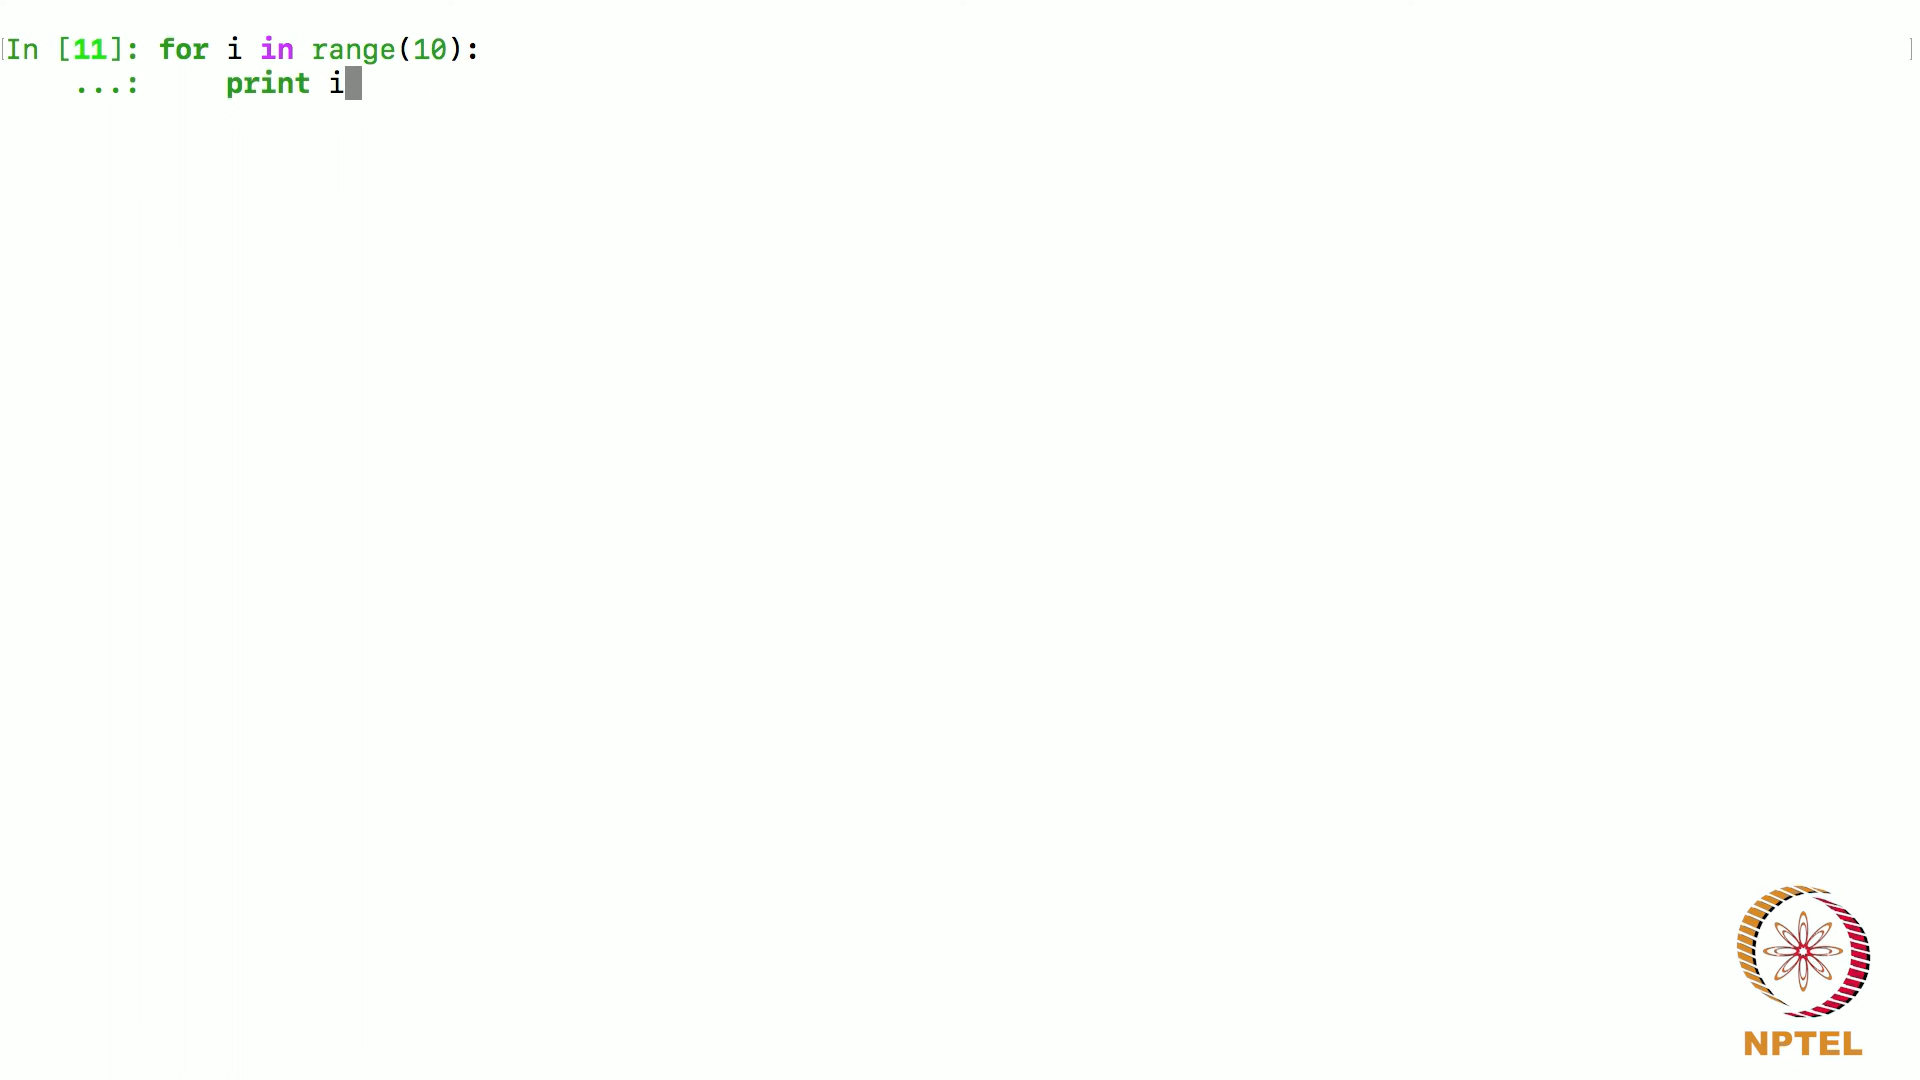 In [11]: for i in range(10):
...: print i
NPTEL